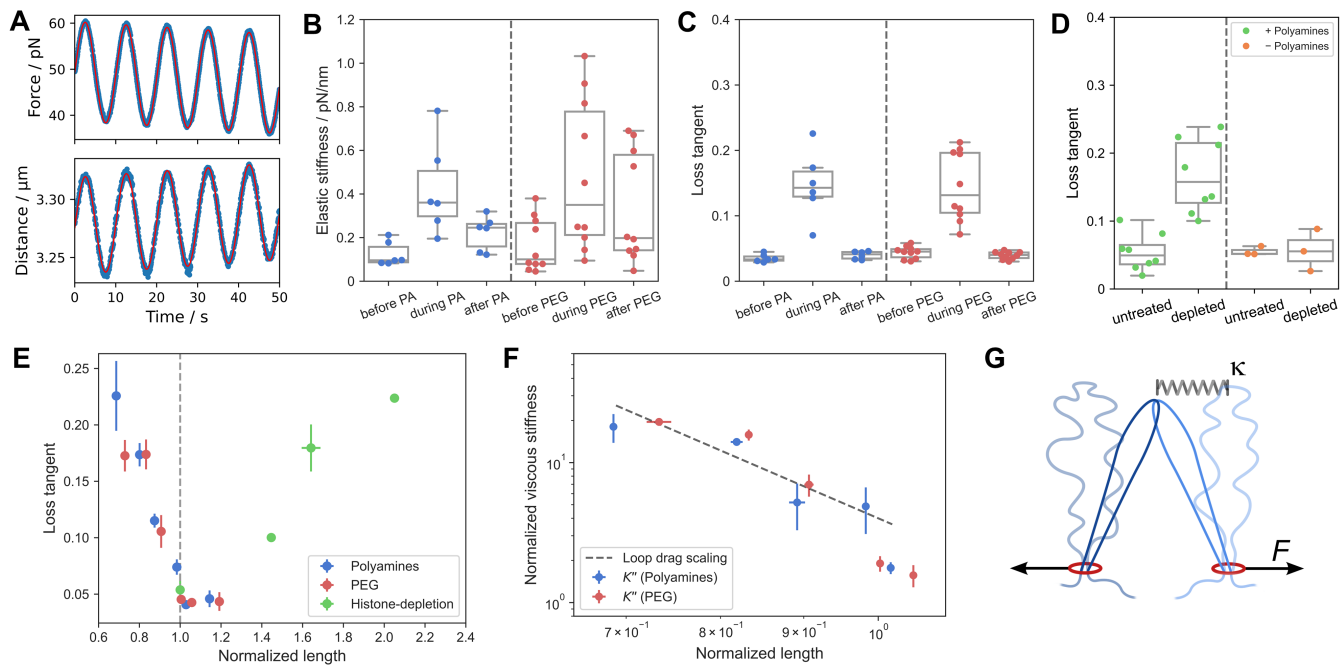 A
Force / pN
60
40
Distance / μm
3.30
3.25
0
10
20
30
40
50
Time / s
B
Elastic stiffness / pN/nm
1.2
1.0
0.8
0.6
0.4
0.2
0
before PA
during PA
after PA
before PEG
during PEG
after PEG
C
Loss tangent
0.4
0.3
0.2
0.1
0
before PA
during PA
after PA
before PEG
during PEG
after PEG
D
Loss tangent
0.4
0.3
0.2
0.1
0
+ Polyamines
− Polyamines
untreated
depleted
untreated
depleted
E
Loss tangent
0.25
0.20
0.15
0.10
0.05
0.6 0.8 1.0 1.2 1.4 1.6 1.8 2.0 2.2 2.4
Normalized length
Polyamines
PEG
Histone-depletion
F
Normalized viscous stiffness
10¹
10⁰
Loop drag scaling
K″ (Polyamines)
K″ (PEG)
7 × 10⁻¹
8 × 10⁻¹
9 × 10⁻¹
10⁰
Normalized length
G
κ
F